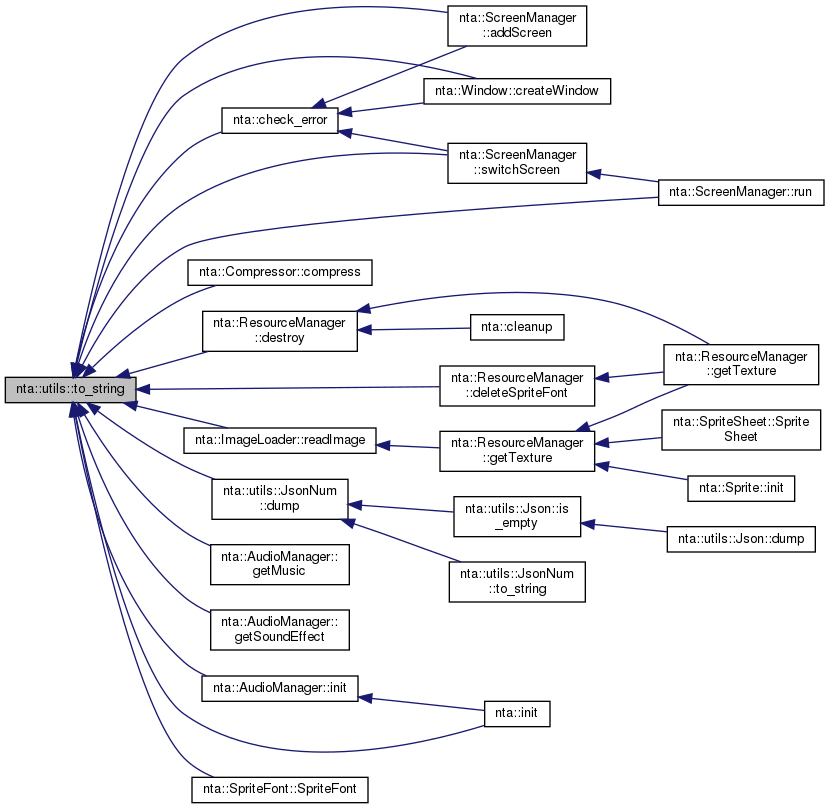 nta::ScreenManager
::addScreen
nta::Window::createWindow
nta::check_error
nta::ScreenManager
::switchScreen
nta::ScreenManager::run
nta::Compressor::compress
nta::ResourceManager
::destroy
nta::cleanup
nta::ResourceManager
::getTexture
nta::utils::to_string
nta::ResourceManager
::deleteSpriteFont
nta::SpriteSheet::Sprite
Sheet
nta::ImageLoader::readImage
nta::ResourceManager
::getTexture
nta::Sprite::init
nta::utils::JsonNum
::dump
nta::utils::Json::is
_empty
nta::utils::Json::dump
nta::AudioManager::
getMusic
nta::utils::JsonNum
::to_string
nta::AudioManager::
getSoundEffect
nta::AudioManager::init
nta::init
nta::SpriteFont::SpriteFont